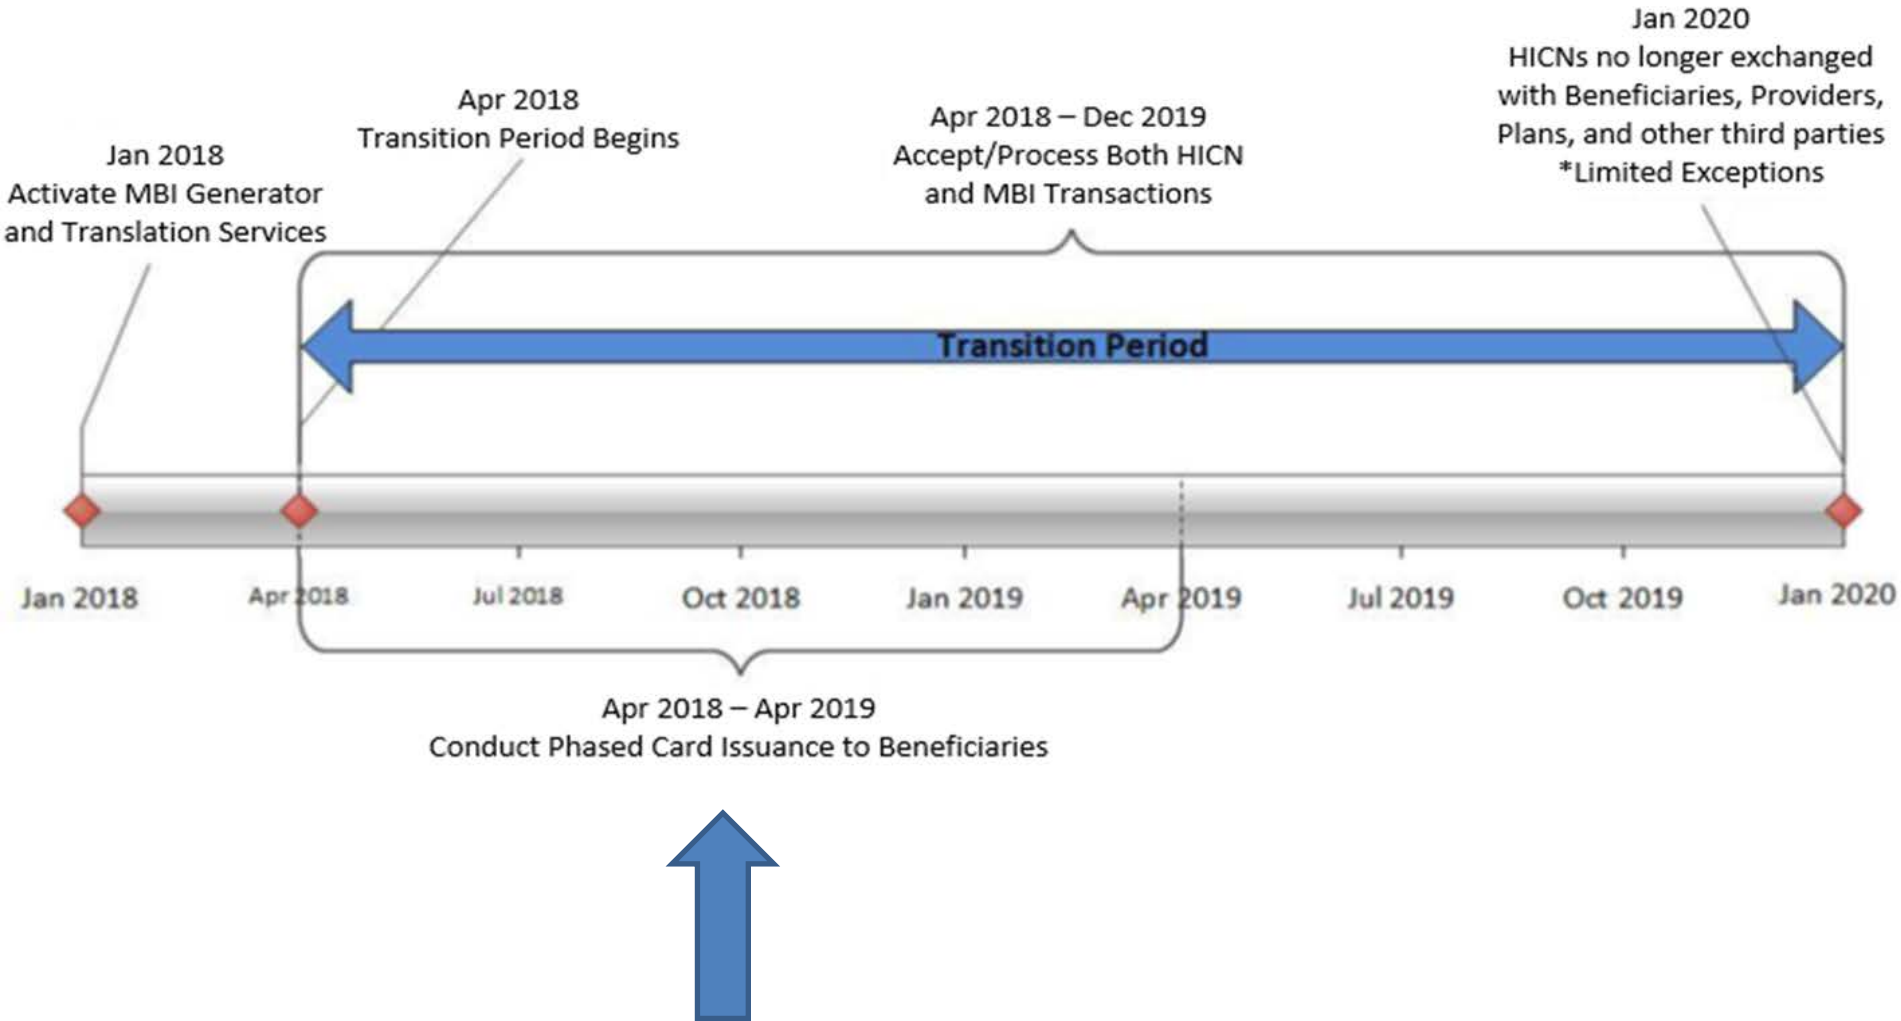 Jan 2020
HICNs no longer exchanged
with Beneficiaries, Providers,
Plans, and other third parties
*Limited Exceptions
Apr 2018
Transition Period Begins
Apr 2018 – Dec 2019
Accept/Process Both HICN
and MBI Transactions
Jan 2018
Activate MBI Generator
and Translation Services
Transition Period
Jan 2018
Apr 2018
Jul 2018
Oct 2018
Jan 2019
Apr 2019
Jul 2019
Oct 2019
Jan 2020
Apr 2018 – Apr 2019
Conduct Phased Card Issuance to Beneficiaries